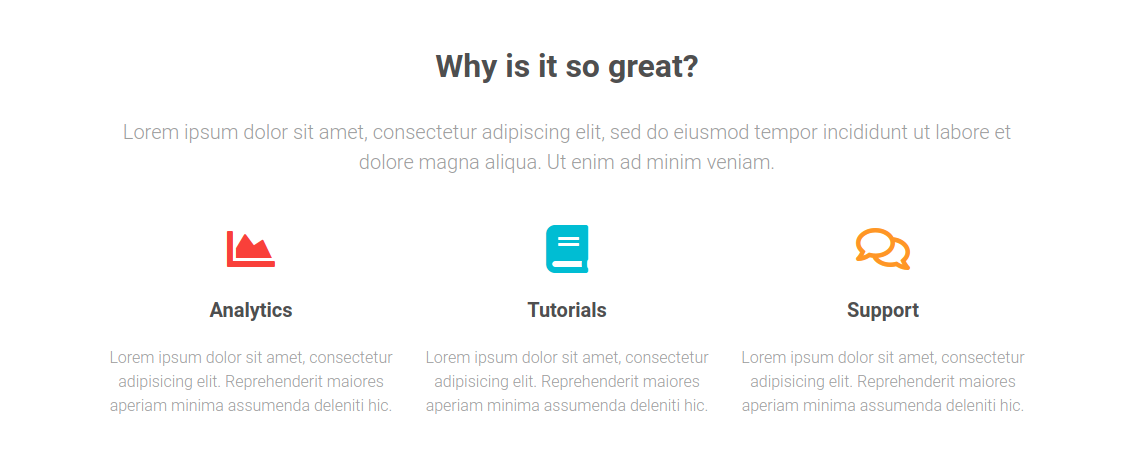 Why is it so great?
Lorem ipsum dolor sit amet, consectetur adipiscing elit, sed do eiusmod tempor incididunt ut labore et
dolore magna aliqua. Ut enim ad minim veniam.
Analytics
Lorem ipsum dolor sit amet, consectetur
adipisicing elit. Reprehenderit maiores
aperiam minima assumenda deleniti hic.
Tutorials
Lorem ipsum dolor sit amet, consectetur
adipisicing elit. Reprehenderit maiores
aperiam minima assumenda deleniti hic.
Support
Lorem ipsum dolor sit amet, consectetur
adipisicing elit. Reprehenderit maiores
aperiam minima assumenda deleniti hic.